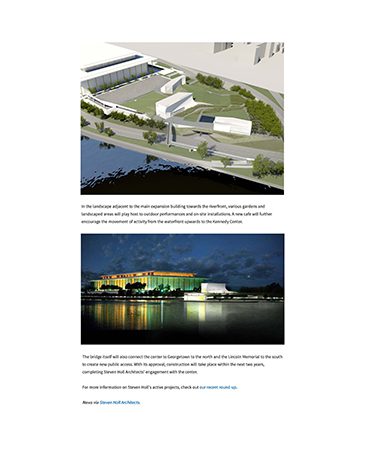 In the landscape adjacent to the main expansion building towards the riverfront, various gardens and
landscaped areas will play host to outdoor performances and on-site installations. A new cafe will further
encourage the movement of activity from the waterfront upwards to the Kennedy Center.
The bridge itself will also connect the center to Georgetown to the north and the Lincoln Memorial to the south
to create new public access. With its approval, construction will take place within the next two years,
completing Steven Holl Architects' engagement with the center.
For more information on Steven Holl's active projects, check out our recent round up.
News via Steven Holl Architects.